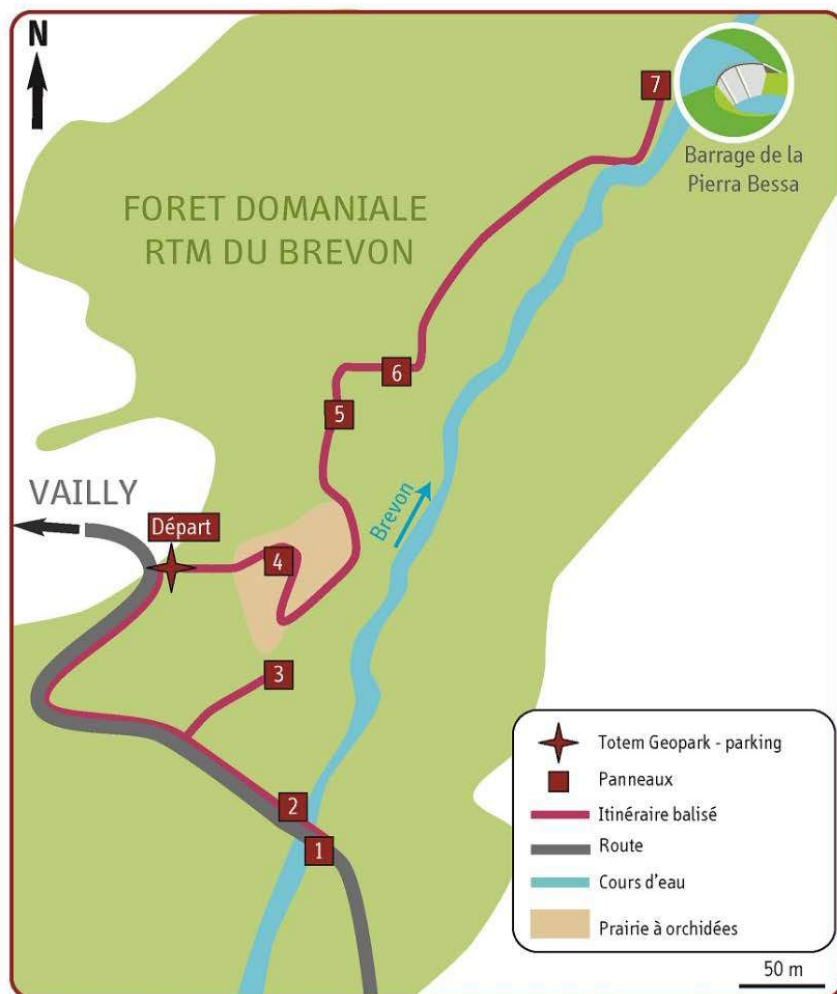 N
7
Barrage de la
Pierra Bessa
FORET DOMANIALE
RTM DU BREVON
6
5
VAILLY
Départ
Brevon
4
3
2
1
Totem Geopark - parking
Panneaux
Itinéraire balisé
Route
Cours d'eau
Prairie à orchidées
50 m